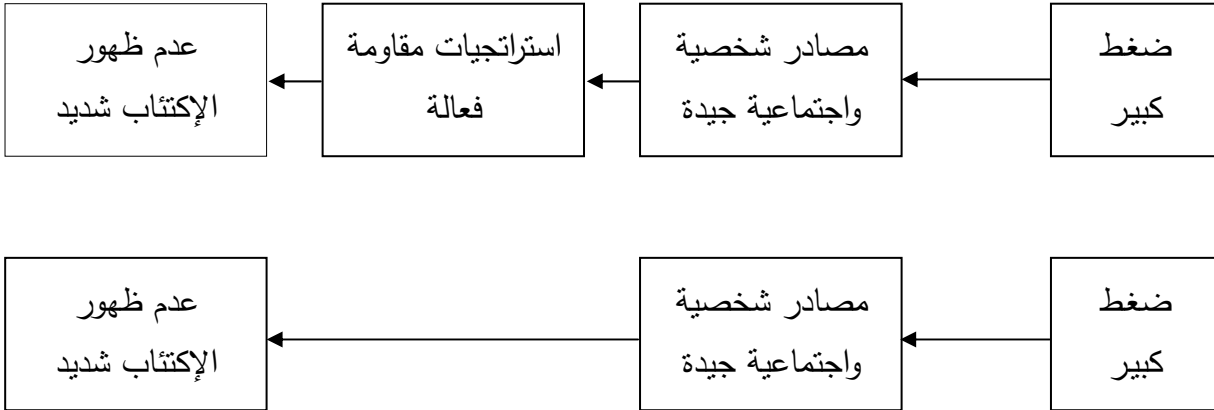 ضغط
كبير
مصادر شخصية
واجتماعية جيدة
استراتجيات مقاومة
فعالة
عدم ظهور
الإكتئاب شديد
ضغط
كبير
مصادر شخصية
واجتماعية جيدة
عدم ظهور
الإكتئاب شديد